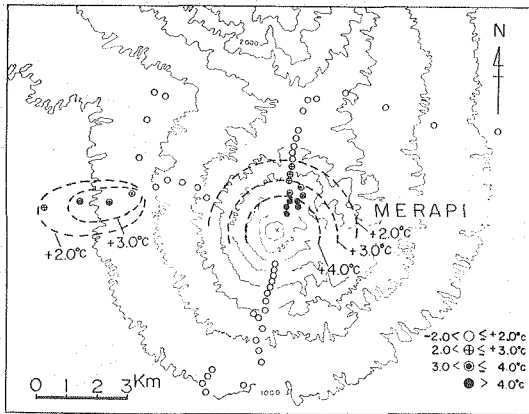 2000
N
MERAPI
+2.0°c
+3.0°c
+4.0°c
+3.0°c
+2.0°c
-2.0< ○ ≤+2.0°c
2.0< ⊕ ≤+3.0°c
3.0< ◉ ≤ 4.0°c
● > 4.0°c
0 1 2 3Km
1000